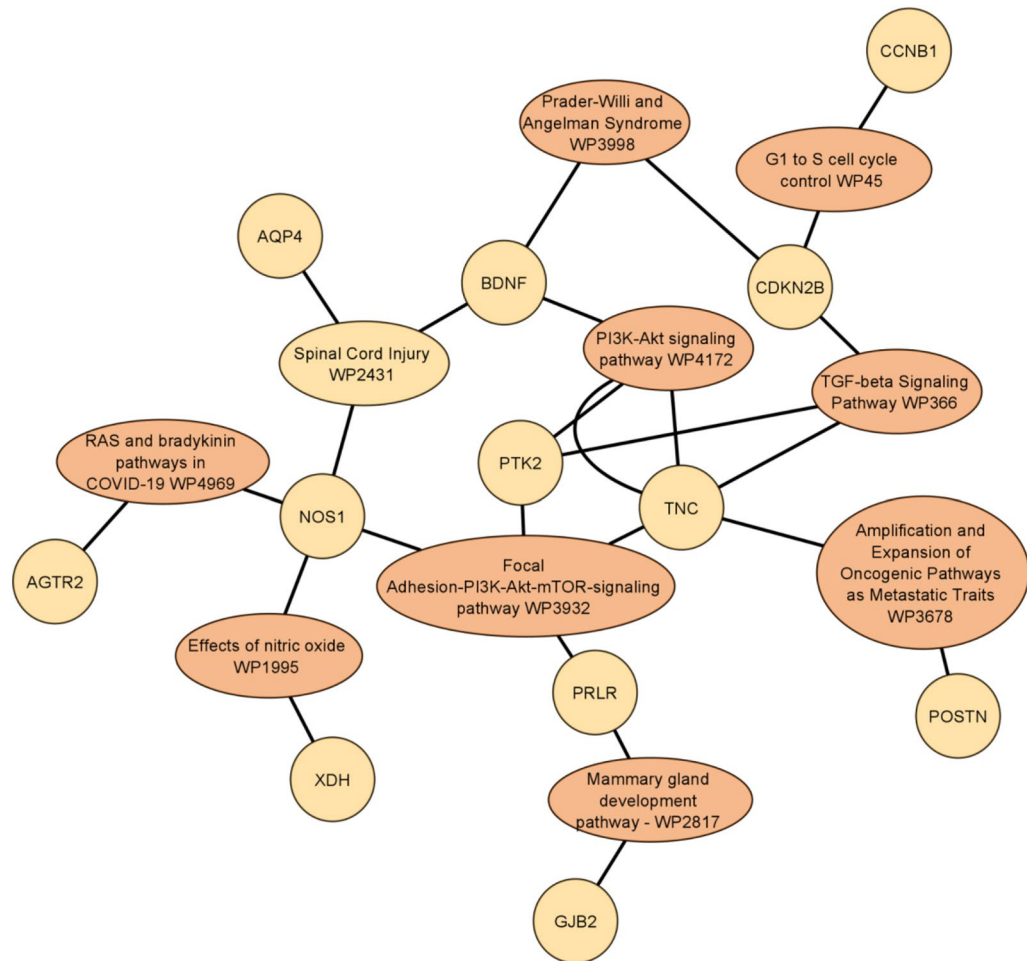 CCNB1
Prader-Willi and
Angelman Syndrome
WP3998
G1 to S cell cycle
control WP45
AQP4
BDNF
CDKN2B
Spinal Cord Injury
WP2431
PI3K-Akt signaling
pathway WP4172
TGF-beta Signaling
Pathway WP366
RAS and bradykinin
pathways in
COVID-19 WP4969
PTK2
NOS1
TNC
AGTR2
Focal
Adhesion-PI3K-Akt-mTOR-signaling
pathway WP3932
Amplification and
Expansion of
Oncogenic Pathways
as Metastatic Traits
WP3678
Effects of nitric oxide
WP1995
PRLR
POSTN
XDH
Mammary gland
development
pathway - WP2817
GJB2